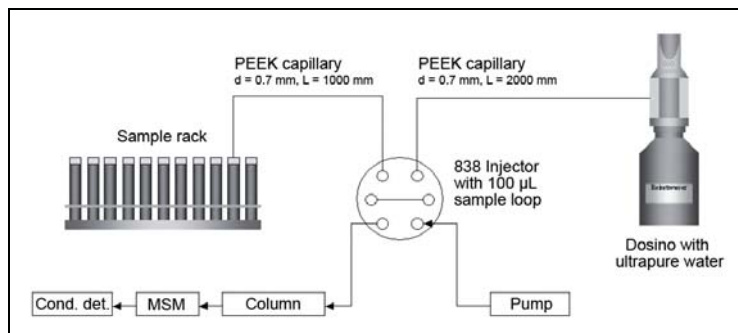 PEEK capillary
d = 0.7 mm, L = 1000 mm
PEEK capillary
d = 0.7 mm, L = 2000 mm
Sample rack
838 Injector
with 100 µL
sample loop
Dosino with
ultrapure water
Cond. det.
MSM
Column
Pump